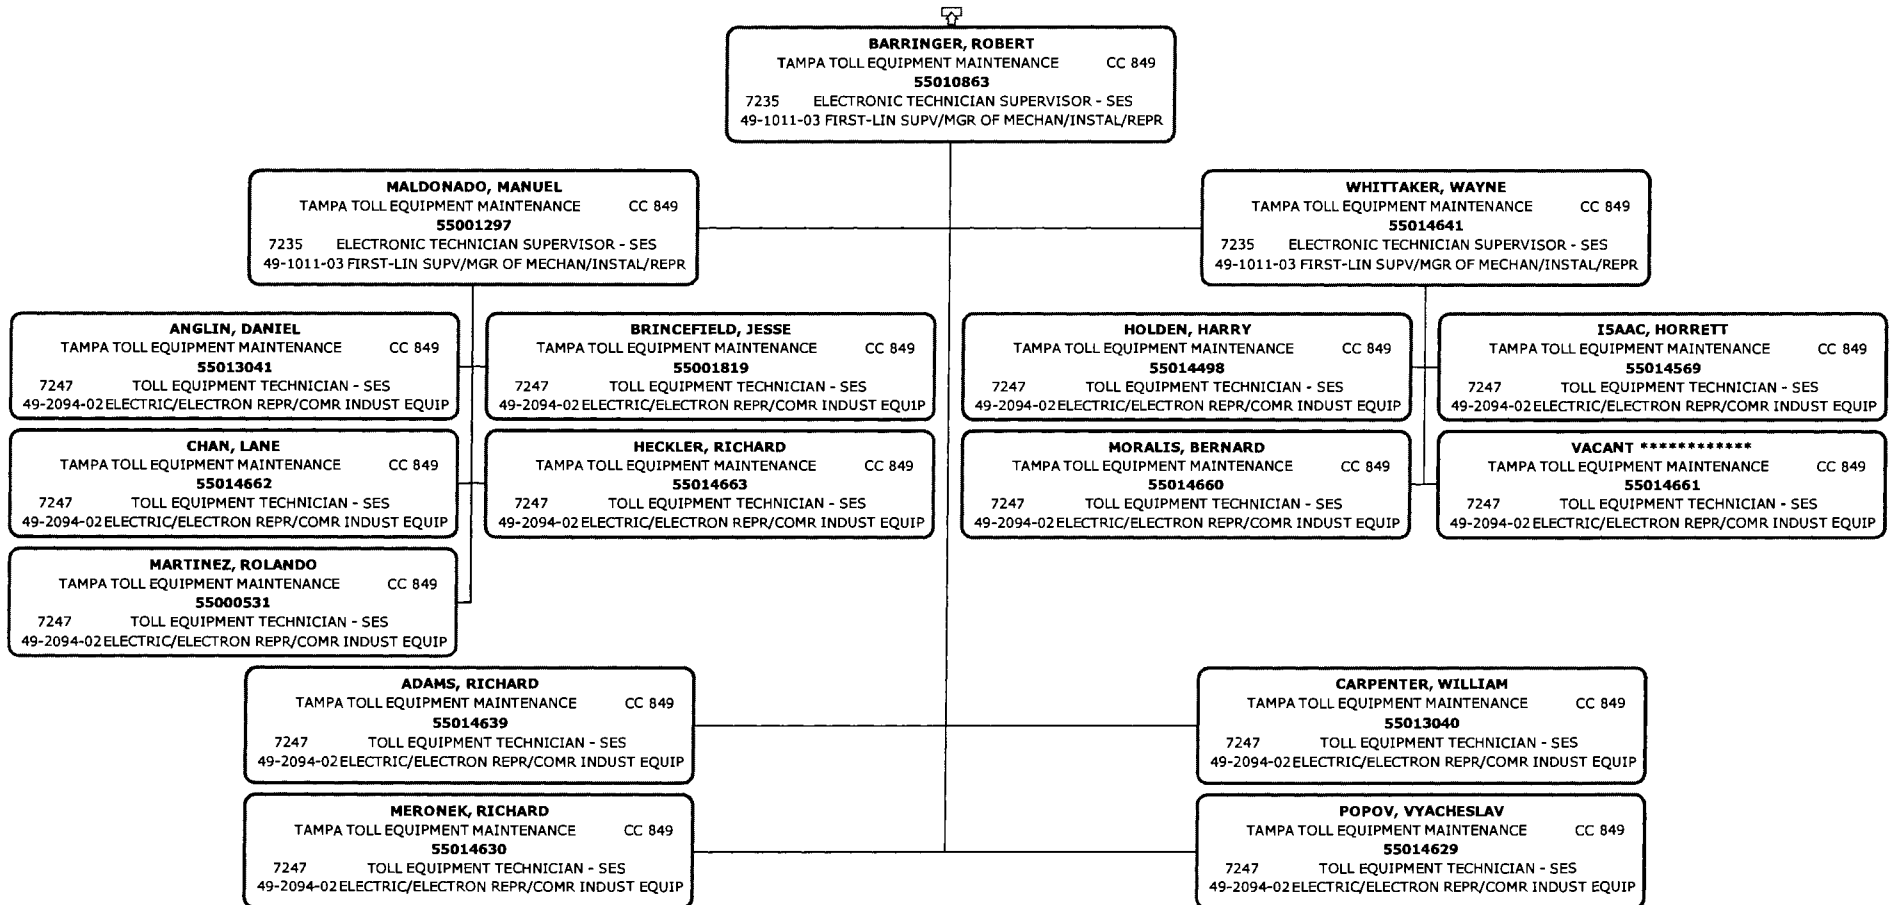 BARRINGER, ROBERT
TAMPA TOLL EQUIPMENT MAINTENANCE CC 849
55010863
7235 ELECTRONIC TECHNICIAN SUPERVISOR - SES
49-1011-03 FIRST-LIN SUPV/MGR OF MECHAN/INSTAL/REPR
MALDONADO, MANUEL
TAMPA TOLL EQUIPMENT MAINTENANCE CC 849
55001297
7235 ELECTRONIC TECHNICIAN SUPERVISOR - SES
49-1011-03 FIRST-LIN SUPV/MGR OF MECHAN/INSTAL/REPR
WHITTAKER, WAYNE
TAMPA TOLL EQUIPMENT MAINTENANCE CC 849
55014641
7235 ELECTRONIC TECHNICIAN SUPERVISOR - SES
49-1011-03 FIRST-LIN SUPV/MGR OF MECHAN/INSTAL/REPR
ANGLIN, DANIEL
TAMPA TOLL EQUIPMENT MAINTENANCE CC 849
55013041
7247 TOLL EQUIPMENT TECHNICIAN - SES
49-2094-02 ELECTRIC/ELECTRON REPR/COMR INDUST EQUIP
BRINCEFIELD, JESSE
TAMPA TOLL EQUIPMENT MAINTENANCE CC 849
55001819
7247 TOLL EQUIPMENT TECHNICIAN - SES
49-2094-02 ELECTRIC/ELECTRON REPR/COMR INDUST EQUIP
HOLDEN, HARRY
TAMPA TOLL EQUIPMENT MAINTENANCE CC 849
55014498
7247 TOLL EQUIPMENT TECHNICIAN - SES
49-2094-02 ELECTRIC/ELECTRON REPR/COMR INDUST EQUIP
ISAAC, HORRETT
TAMPA TOLL EQUIPMENT MAINTENANCE CC 849
55014569
7247 TOLL EQUIPMENT TECHNICIAN - SES
49-2094-02 ELECTRIC/ELECTRON REPR/COMR INDUST EQUIP
CHAN, LANE
TAMPA TOLL EQUIPMENT MAINTENANCE CC 849
55014662
7247 TOLL EQUIPMENT TECHNICIAN - SES
49-2094-02 ELECTRIC/ELECTRON REPR/COMR INDUST EQUIP
HECKLER, RICHARD
TAMPA TOLL EQUIPMENT MAINTENANCE CC 849
55014663
7247 TOLL EQUIPMENT TECHNICIAN - SES
49-2094-02 ELECTRIC/ELECTRON REPR/COMR INDUST EQUIP
MORALIS, BERNARD
TAMPA TOLL EQUIPMENT MAINTENANCE CC 849
55014660
7247 TOLL EQUIPMENT TECHNICIAN - SES
49-2094-02 ELECTRIC/ELECTRON REPR/COMR INDUST EQUIP
VACANT ************
TAMPA TOLL EQUIPMENT MAINTENANCE CC 849
55014661
7247 TOLL EQUIPMENT TECHNICIAN - SES
49-2094-02 ELECTRIC/ELECTRON REPR/COMR INDUST EQUIP
MARTINEZ, ROLANDO
TAMPA TOLL EQUIPMENT MAINTENANCE CC 849
55000531
7247 TOLL EQUIPMENT TECHNICIAN - SES
49-2094-02 ELECTRIC/ELECTRON REPR/COMR INDUST EQUIP
ADAMS, RICHARD
TAMPA TOLL EQUIPMENT MAINTENANCE CC 849
55014639
7247 TOLL EQUIPMENT TECHNICIAN - SES
49-2094-02 ELECTRIC/ELECTRON REPR/COMR INDUST EQUIP
CARPENTER, WILLIAM
TAMPA TOLL EQUIPMENT MAINTENANCE CC 849
55013040
7247 TOLL EQUIPMENT TECHNICIAN - SES
49-2094-02 ELECTRIC/ELECTRON REPR/COMR INDUST EQUIP
MERONEK, RICHARD
TAMPA TOLL EQUIPMENT MAINTENANCE CC 849
55014630
7247 TOLL EQUIPMENT TECHNICIAN - SES
49-2094-02 ELECTRIC/ELECTRON REPR/COMR INDUST EQUIP
POPOV, VYACHESLAV
TAMPA TOLL EQUIPMENT MAINTENANCE CC 849
55014629
7247 TOLL EQUIPMENT TECHNICIAN - SES
49-2094-02 ELECTRIC/ELECTRON REPR/COMR INDUST EQUIP